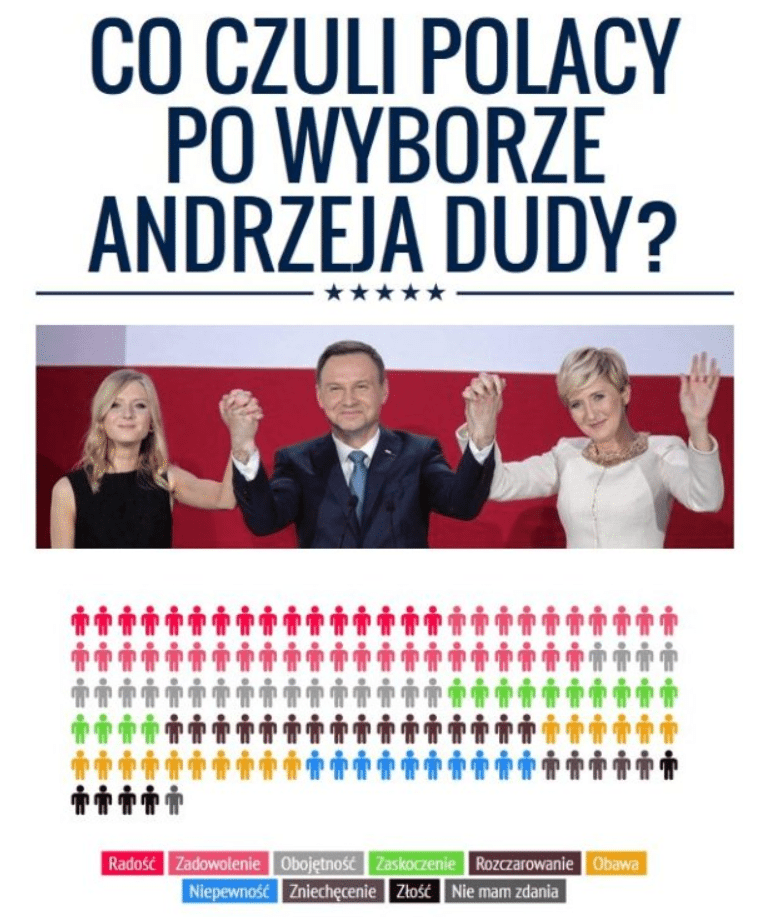 CO CZULI POLACY
PO WYBORZE
ANDRZEJA DUDY?
Radość Zadowolenie Obojętność Zaskoczenie Rozczarowanie Obawa
Niepewność Zniechęcenie Złość Nie mam zdania